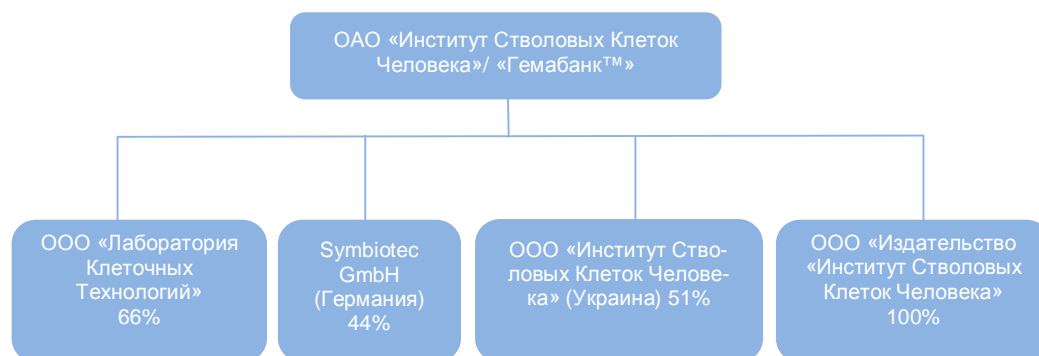 ОАО «Институт Стволовых Клеток
Человека»/ «Гемабанк™»
ООО «Лаборатория
Клеточных
Технологий»
66%
Symbiotec
GmbH
(Германия)
44%
ООО «Институт Ство-
ловых Клеток Челове-
ка» (Украина) 51%
ООО «Издательство
«Институт Стволовых
Клеток Человека»
100%